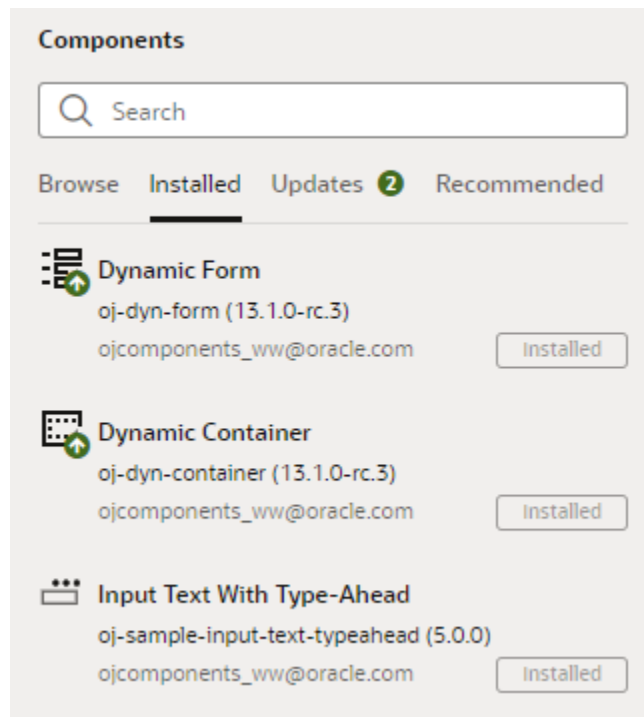 Components
Search
Browse Installed Updates 2 Recommended
Dynamic Form
oj-dyn-form (13.1.0-rc.3)
ojcomponents_ww@oracle.com Installed
Dynamic Container
oj-dyn-container (13.1.0-rc.3)
ojcomponents_ww@oracle.com Installed
Input Text With Type-Ahead
oj-sample-input-text-typeahead (5.0.0)
ojcomponents_ww@oracle.com Installed